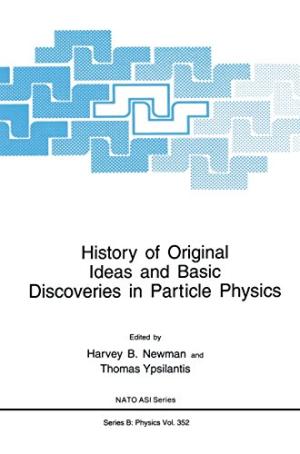 History of Original
Ideas and Basic
Discoveries in Particle Physics
Edited by
Harvey B. Newman and
Thomas Ypsilantis
NATO ASI Series
Series B: Physics Vol. 352